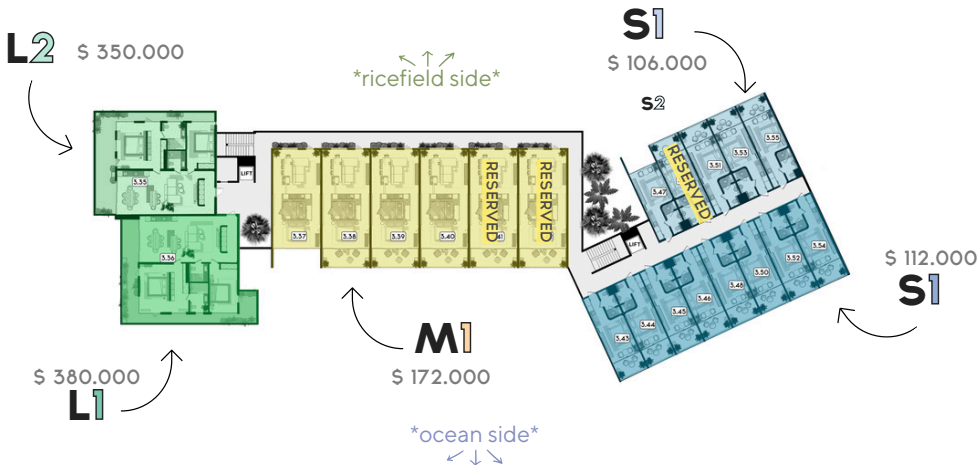 L2 $ 350.000
*ricefield side*
S1
$ 106.000
S2
3.35
LIFT
3.36
3.37
3.38
3.39
3.40
RESERVED
41
RESERVED
3.47
RESERVED
3.51
3.53
3.55
LIFT
3.43
3.44
3.45
3.46
3.48
3.50
3.52
3.54
$ 112.000
S1
M1
$ 172.000
$ 380.000
L1
*ocean side*